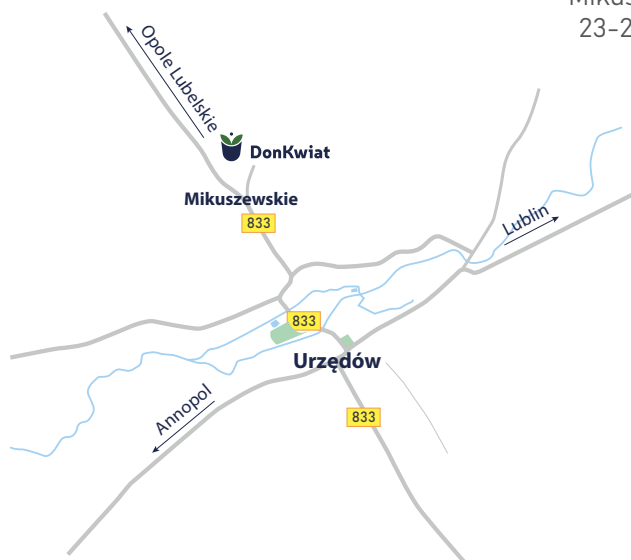 Opole Lubelskie
DonKwiat
Mikuszewskie
833
Lublin
833
Urzędów
Annopol
833